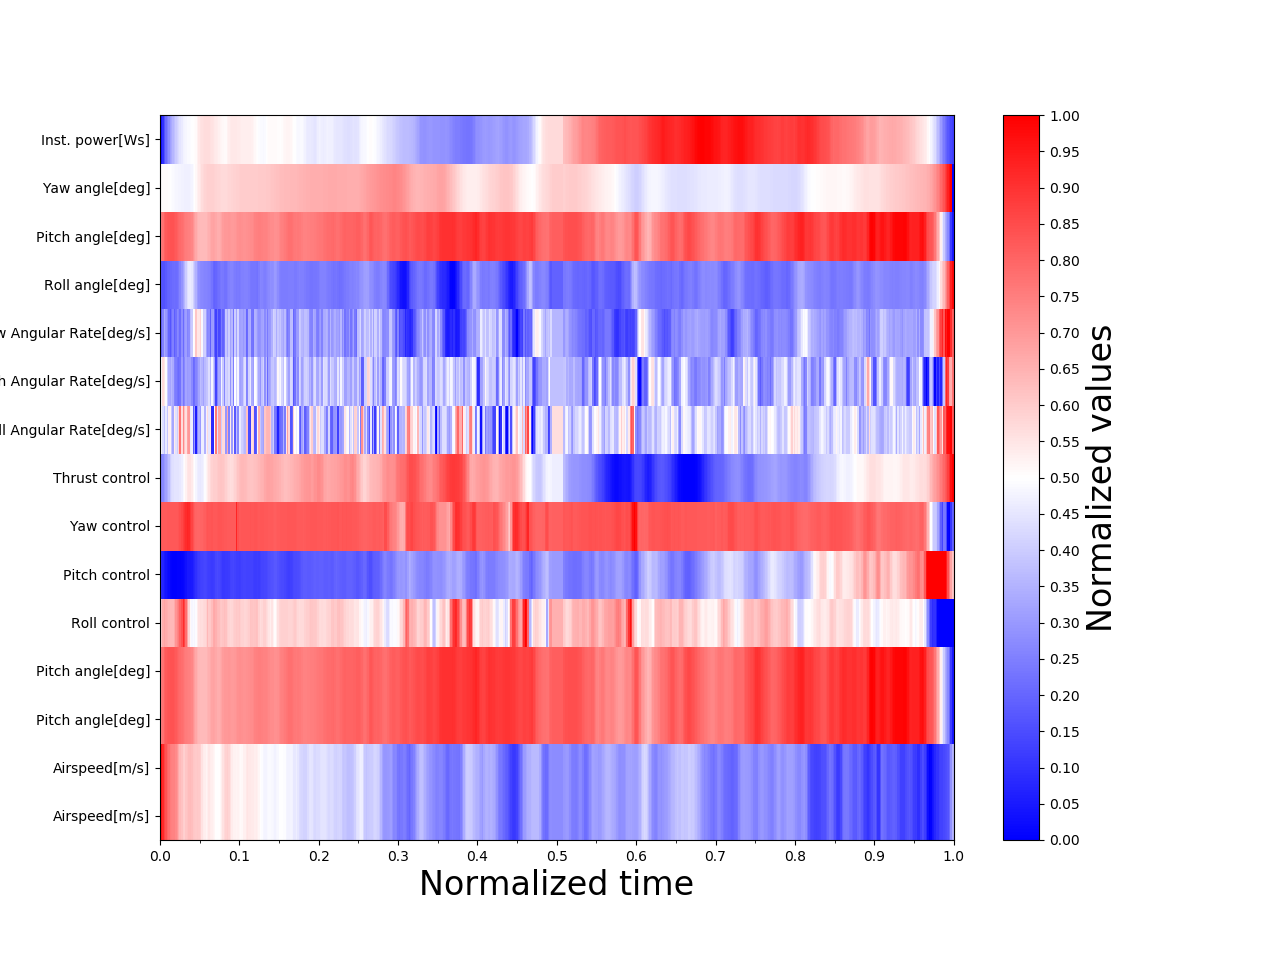 Inst. power[Ws]
Yaw angle[deg]
Pitch angle[deg]
Roll angle[deg]
w Angular Rate[deg/s]
h Angular Rate[deg/s]
ll Angular Rate[deg/s]
Thrust control
Yaw control
Pitch control
Roll control
Pitch angle[deg]
Pitch angle[deg]
Airspeed[m/s]
Airspeed[m/s]
0.0 0.1 0.2 0.3 0.4 0.5 0.6 0.7 0.8 0.9 1.0
Normalized time
1.00
0.95
0.90
0.85
0.80
0.75
0.70
0.65
0.60
0.55
0.50
0.45
0.40
0.35
0.30
0.25
0.20
0.15
0.10
0.05
0.00
Normalized values